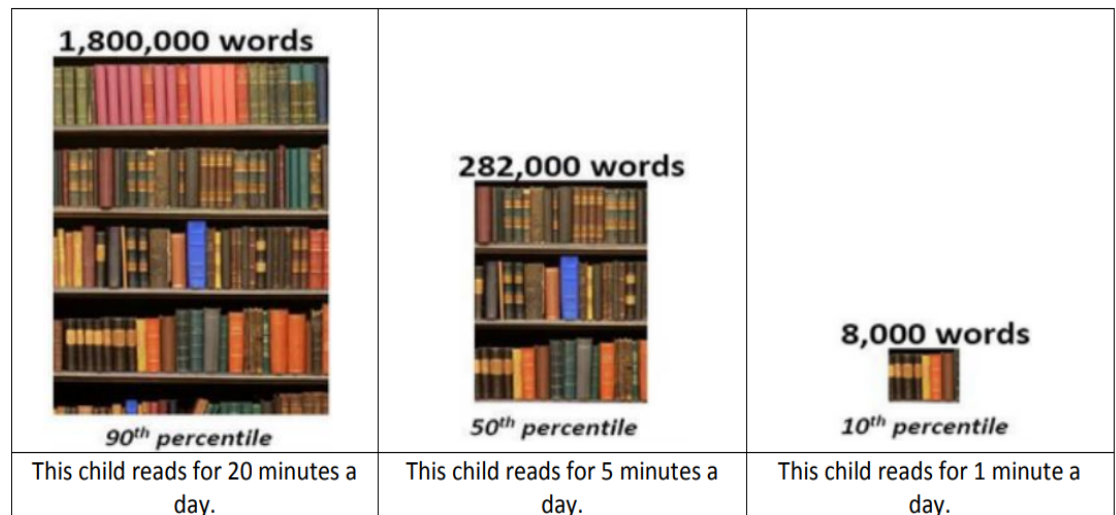 1,800,000 words
90th percentile
This child reads for 20 minutes a
day.
282,000 words
50th percentile
This child reads for 5 minutes a
day.
8,000 words
10th percentile
This child reads for 1 minute a
day.